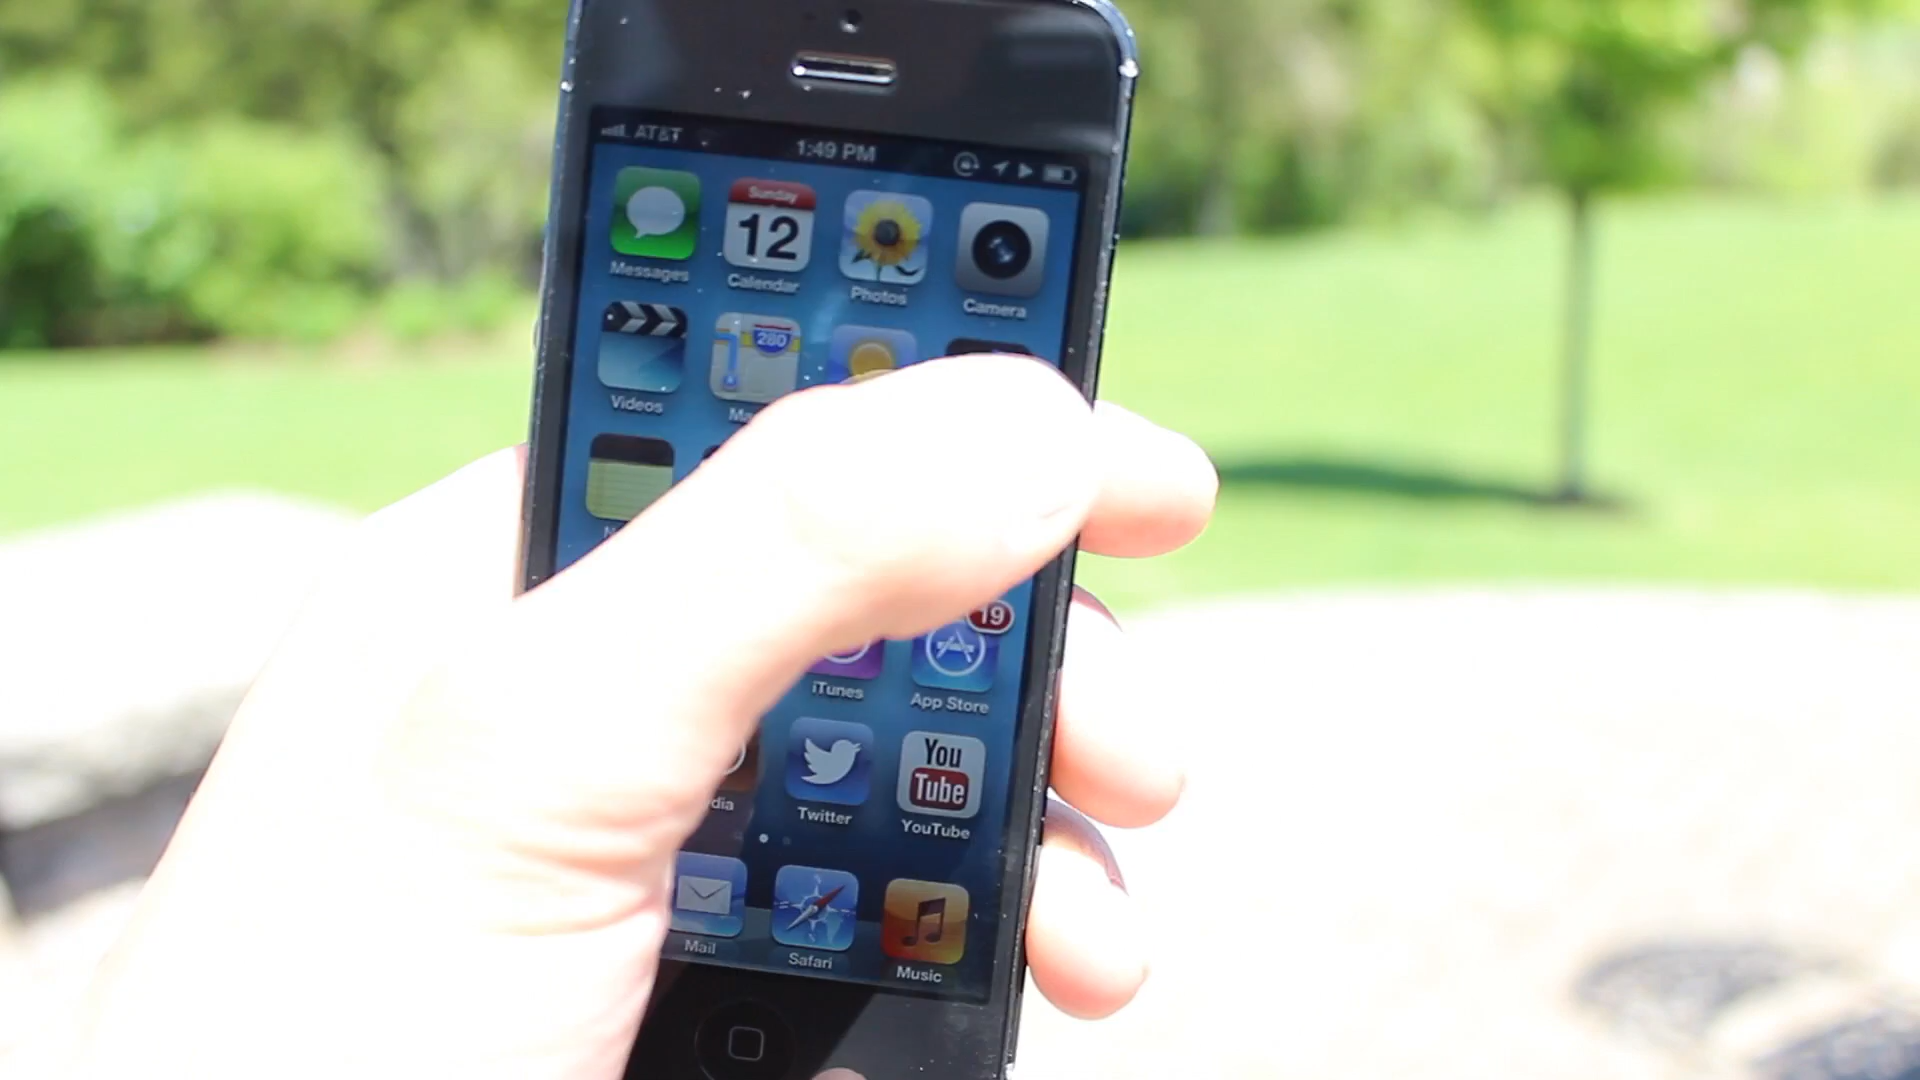 AT&T 1:49 PM
Sunday
12
Messages Calendar Photos Camera
280
Videos
19
iTunes App Store
You
Tube
Twitter YouTube
Mail Safari Music